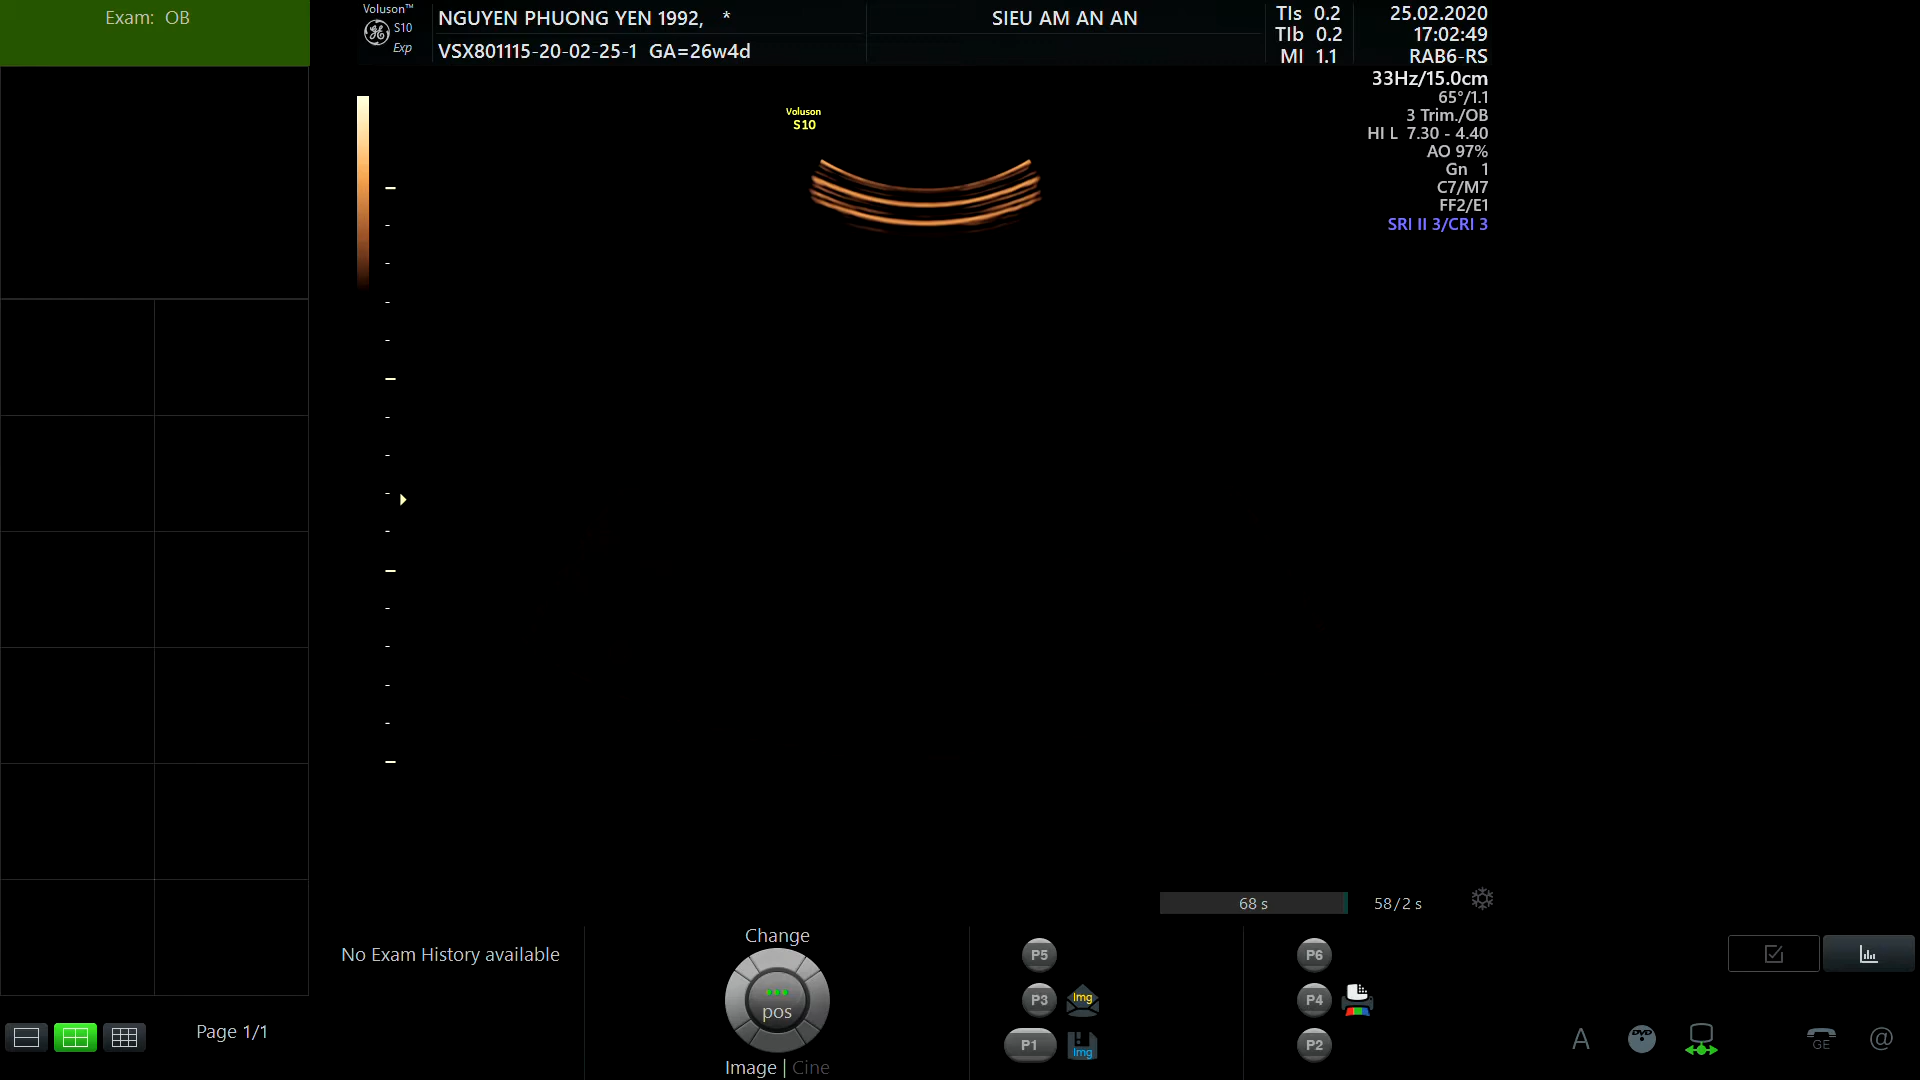 Exam: OB
Voluson™
S10
Exp
NGUYEN PHUONG YEN 1992, *
VSX801115-20-02-25-1 GA=26w4d
SIEU AM AN AN
TIs 0.2
TIb 0.2
MI 1.1
25.02.2020
17:02:49
RAB6-RS
33Hz/15.0cm
65°/1.1
3 Trim./OB
HI L 7.30 - 4.40
AO 97%
Gn 1
C7/M7
FF2/E1
SRI II 3/CRI 3
Voluson
S10
68 s
58/2 s
No Exam History available
Change
pos
Image | Cine
P5
P3
Img
P1
Img
P6
P4
P2
Page 1/1
A
DVD
GE
@